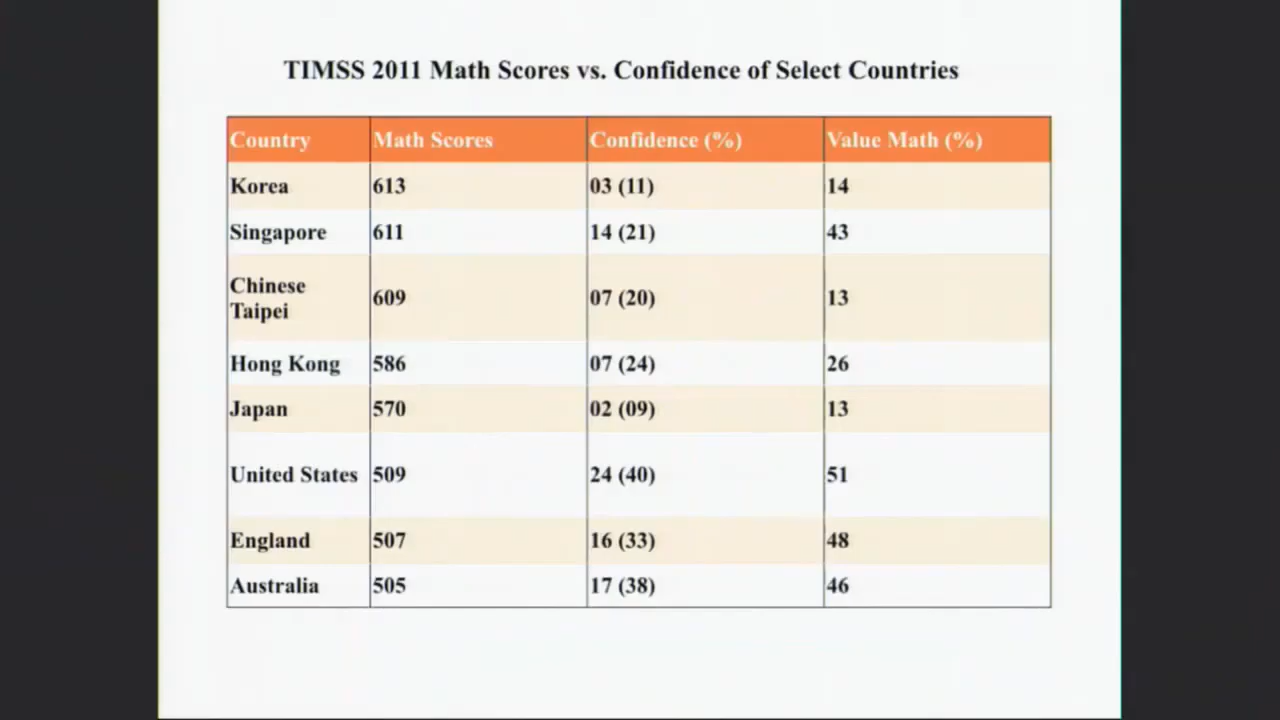 TIMSS 2011 Math Scores vs. Confidence of Select Countries
Country Math Scores Confidence (%) Value Math (%)
Korea 613 03 (11) 14
Singapore 611 14 (21) 43
Chinese
Taipei 609 07 (20) 13
Hong Kong 586 07 (24) 26
Japan 570 02 (09) 13
United States 509 24 (40) 51
England 507 16 (33) 48
Australia 505 17 (38) 46